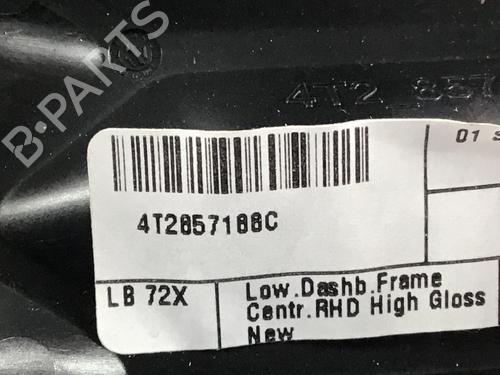 B-PARTS
4T2 857
01 S
4T2857188C
LB 72X
Low.Dashb.Frame
Centr.RHD High Gloss
New